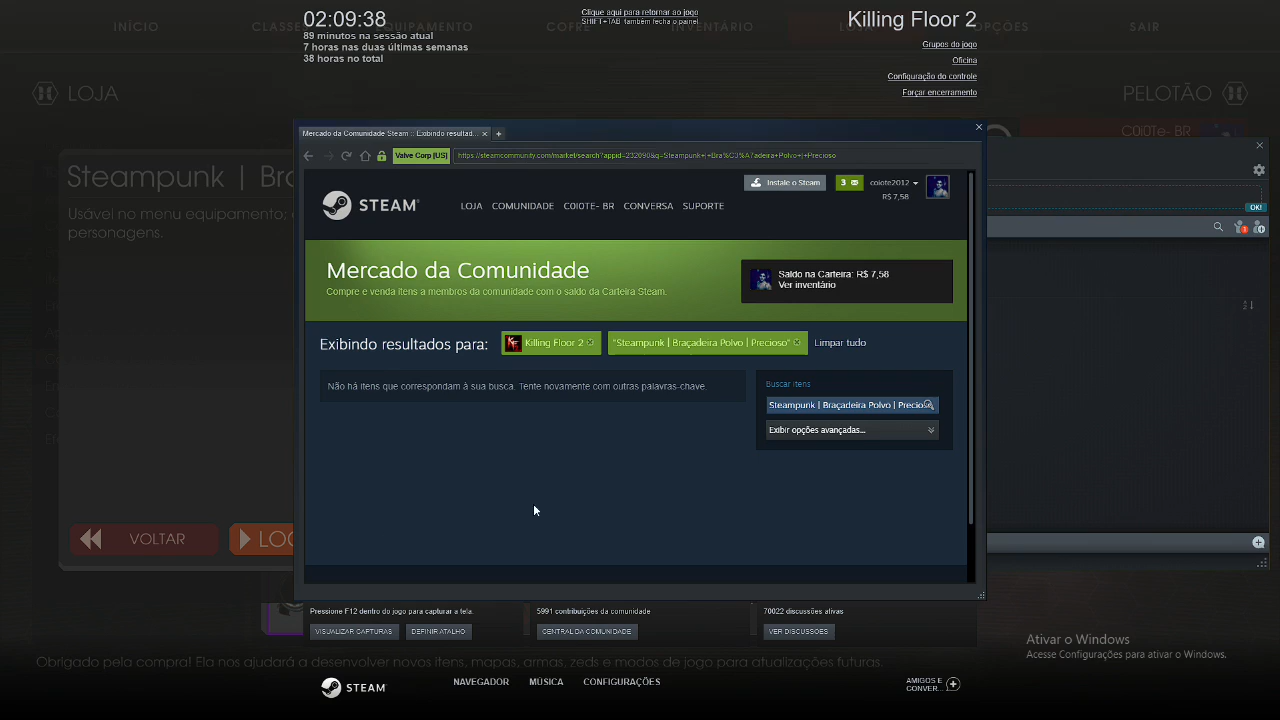 INÍCIO
CLASSES
EQUIPAMENTO
COFRE
INVENTÁRIO
LOJA
OPÇÕES
SAIR
02:09:38
89 minutos na sessão atual
7 horas nas duas últimas semanas
38 horas no total
Clique aqui para retornar ao jogo
SHIFT+TAB também fecha o painel.
Killing Floor 2
Grupos do jogo
Oficina
Configuração do controle
Forçar encerramento
LOJA
PELOTÃO
C0I0Te- BR
Steampunk | Bra
Usável no menu equipamento;
personagens.
Mercado da Comunidade Steam :: Exibindo resultad...
Valve Corp [US]
https://steamcommunity.com/market/search?appid=232090&q=Steampunk+|+Bra%C3%A7adeira+Polvo+|+Precioso
STEAM
LOJA
COMUNIDADE
C0I0TE- BR
CONVERSA
SUPORTE
Instale o Steam
3
coiote2012
R$ 7,58
Mercado da Comunidade
Compre e venda itens a membros da comunidade com o saldo da Carteira Steam.
Saldo na Carteira: R$ 7,58
Ver inventário
Exibindo resultados para:
Killing Floor 2
"Steampunk | Braçadeira Polvo | Precioso"
Limpar tudo
Não há itens que correspondam à sua busca. Tente novamente com outras palavras-chave.
Buscar itens
Steampunk | Braçadeira Polvo | Precios
Exibir opções avançadas...
OK!
1
VOLTAR
Pressione F12 dentro do jogo para capturar a tela.
VISUALIZAR CAPTURAS
DEFINIR ATALHO
5991 contribuições da comunidade
CENTRAL DA COMUNIDADE
70022 discussões ativas
VER DISCUSSÕES
Ativar o Windows
Acesse Configurações para ativar o Windows.
Obrigado pela compra! Ela nos ajudará a desenvolver novos itens, mapas, armas, zeds e modos de jogo para atualizações futuras.
STEAM
NAVEGADOR
MÚSICA
CONFIGURAÇÕES
AMIGOS E
CONVER...